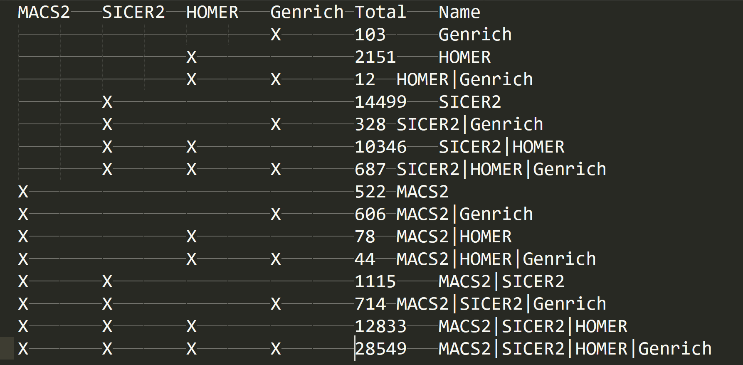 MACS2 SICER2 HOMER Genrich Total Name
X 103 Genrich
X 2151 HOMER
X X 12 HOMER|Genrich
X 14499 SICER2
X X 328 SICER2|Genrich
X X 10346 SICER2|HOMER
X X X 687 SICER2|HOMER|Genrich
X 522 MACS2
X X 606 MACS2|Genrich
X X 78 MACS2|HOMER
X X X 44 MACS2|HOMER|Genrich
X X 1115 MACS2|SICER2
X X X 714 MACS2|SICER2|Genrich
X X X 12833 MACS2|SICER2|HOMER
X X X X 28549 MACS2|SICER2|HOMER|Genrich